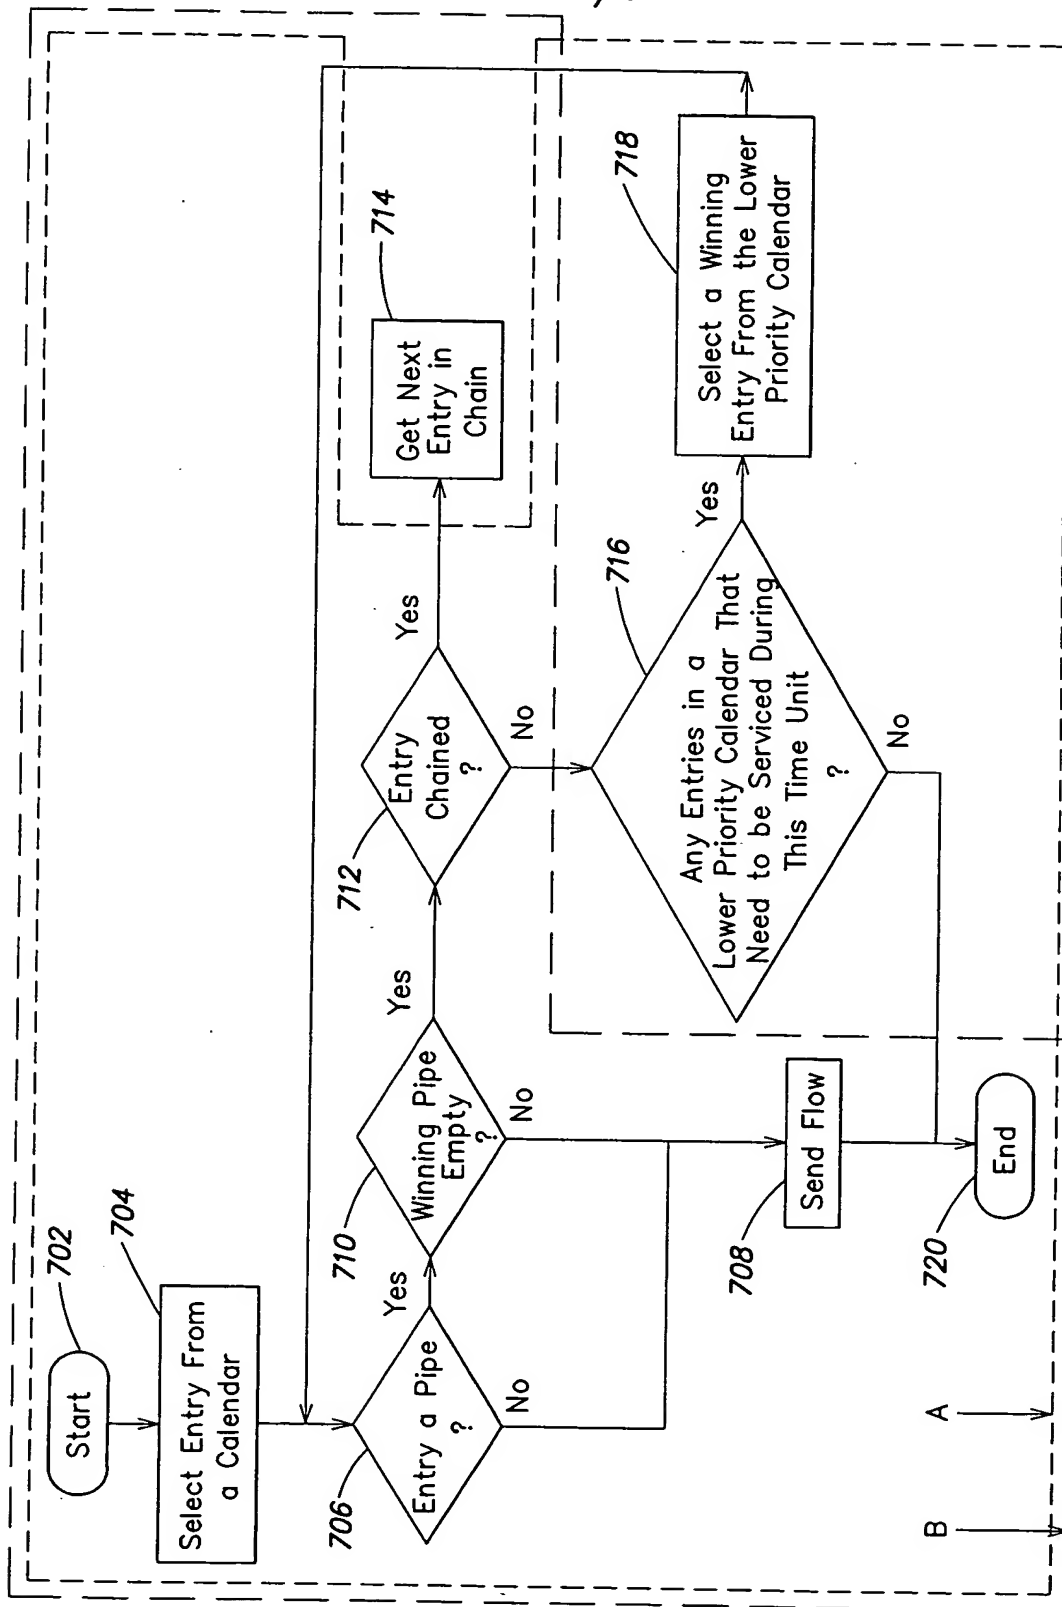 702
Start
704
Select Entry From
a Calendar
706
Entry a Pipe
?
Yes
No
710
Winning Pipe
Empty
?
Yes
No
712
Entry
Chained
?
Yes
No
714
Get Next
Entry in
Chain
716
Any Entries in a
Lower Priority Calendar That
Need to be Serviced During
This Time Unit
?
Yes
No
718
Select a Winning
Entry From the Lower
Priority Calendar
708
Send Flow
720
End
A
B